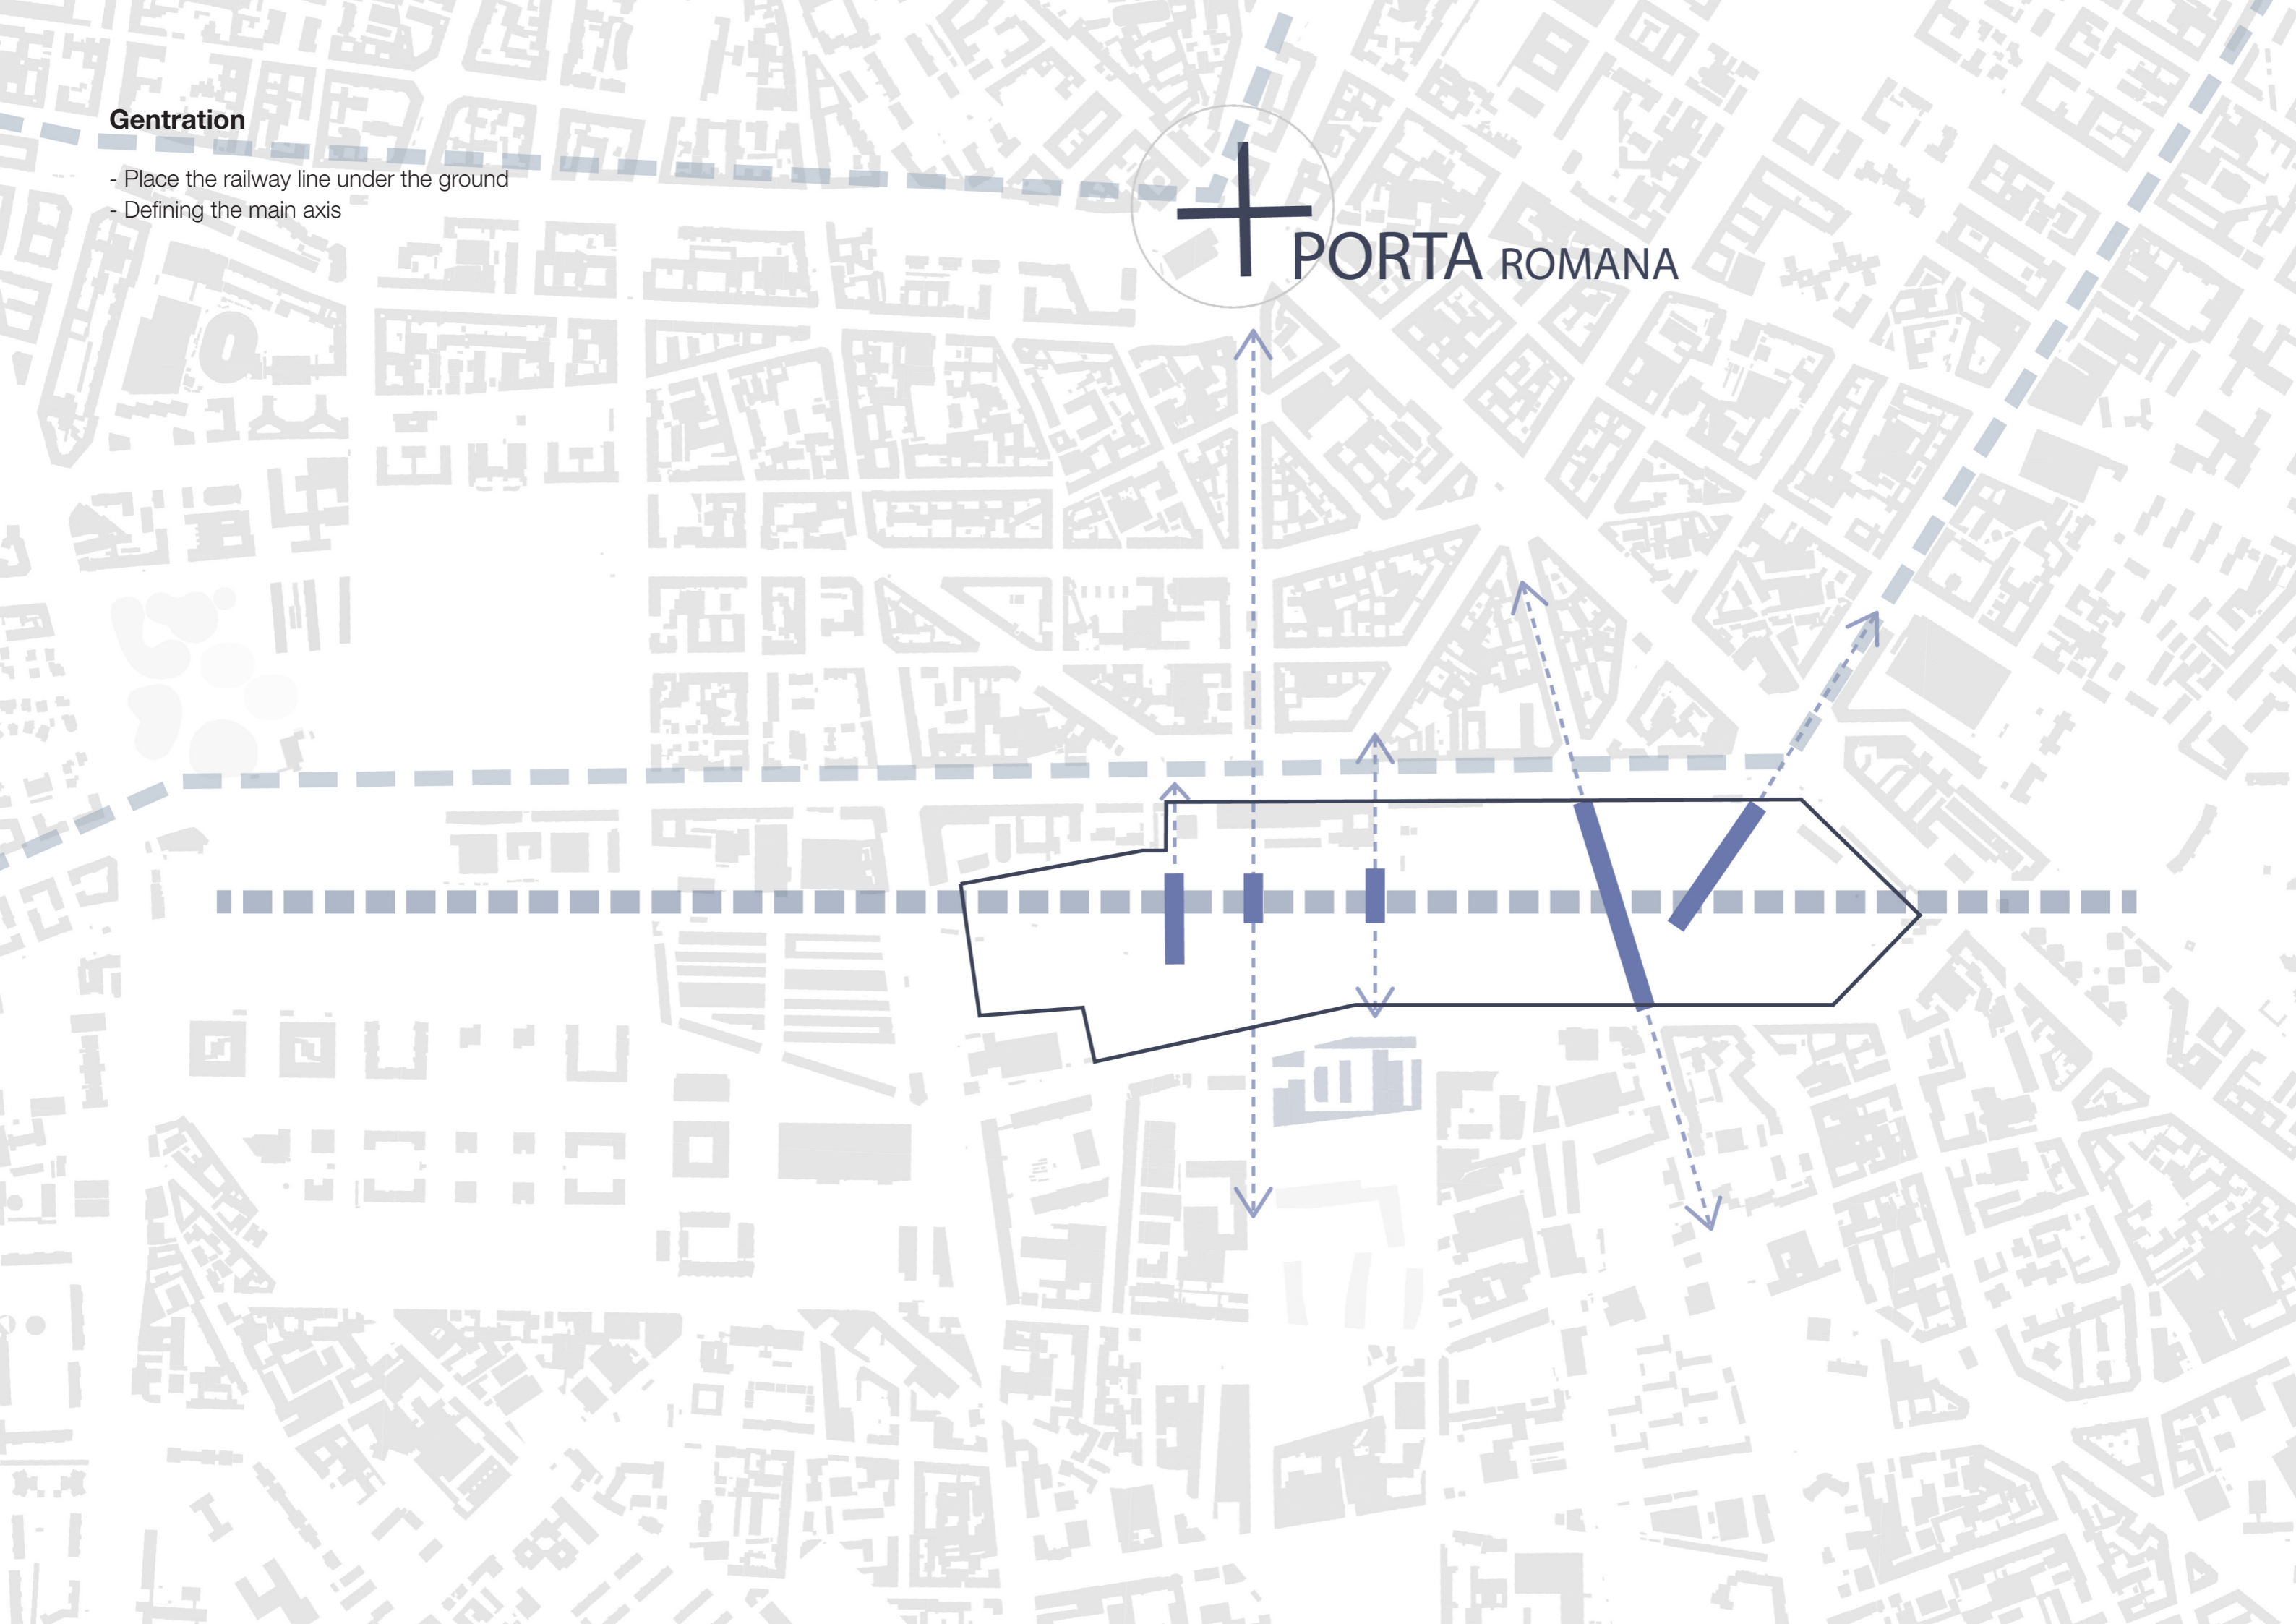 Gentration
- Place the railway line under the ground
- Defining the main axis
PORTA ROMANA